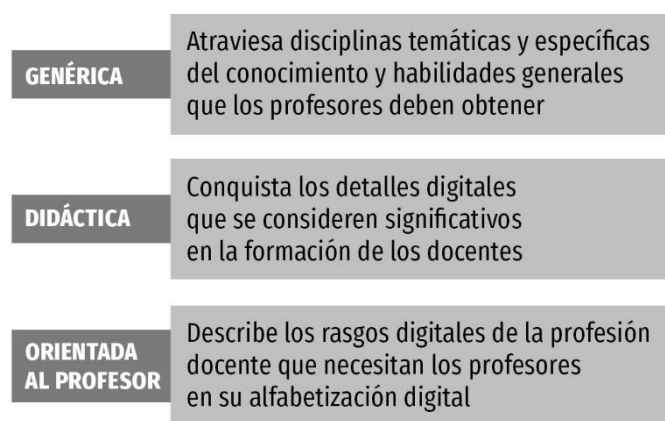 GENÉRICA
Atraviesa disciplinas temáticas y específicas
del conocimiento y habilidades generales
que los profesores deben obtener
DIDÁCTICA
Conquista los detalles digitales
que se consideren significativos
en la formación de los docentes
ORIENTADA
AL PROFESOR
Describe los rasgos digitales de la profesión
docente que necesitan los profesores
en su alfabetización digital